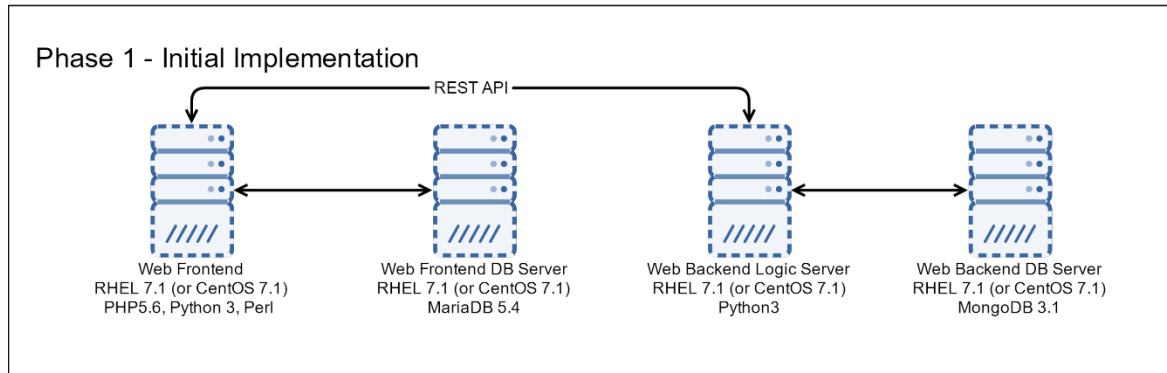 Phase 1 - Initial Implementation
REST API
Web Frontend
RHEL 7.1 (or CentOS 7.1)
PHP5.6, Python 3, Perl
Web Frontend DB Server
RHEL 7.1 (or CentOS 7.1)
MariaDB 5.4
Web Backend Logic Server
RHEL 7.1 (or CentOS 7.1)
Python3
Web Backend DB Server
RHEL 7.1 (or CentOS 7.1)
MongoDB 3.1